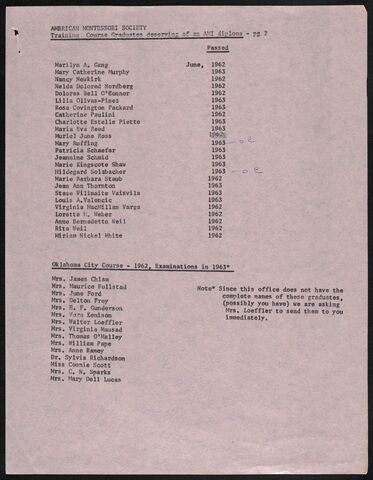 AMERICAN MONTESSORI SOCIETY
Training Course Graduates deserving of an AMI diploma - pg 2
Passed
Marilyn A. Gang June, 1962
Mary Catherine Murphy 1963
Nancy Newkirk 1962
Nelda Delored Nordberg 1962
Dolores Bell O'Connor 1962
Lilia Olivas-Pinez 1963
Rosa Covington Packard 1963
Catherine Paulini 1962
Charlotte Estelle Piette 1963
Maria Eva Reed 1963
Muriel June Ross 1962
Mary Ruffing 1963 - o.e
Patricia Schaefer 1963
Jeannine Schmid 1963
Marie Kingscote Shaw 1963
Hildegard Solzbacher 1963 - o.e
Marie Barbara Staub 1962
Jean Ann Thornton 1963
Stase Villmaite Vaisvila 1963
Louis A. Valencic 1963
Virginia MacMillan Varga 1962
Lorette H. Weber 1962
Anne Bernadette Weil 1962
Rita Weil 1962
Miriam Nickel White 1962
Oklahoma City Course - 1962, Examinations in 1963*
Mrs. James Chism
Mrs. Maurice Follstad
Mrs. June Ford
Mrs. Delton Frey
Mrs. E. F. Gunderson
Mrs. Vera Kenison
Mrs. Walter Loeffler
Mrs. Virginia Massad
Mrs. Thomas O'Malley
Mrs. William Pape
Mrs. Anne Ramey
Dr. Sylvia Richardson
Miss Connie Scott
Mrs. C. N. Sparks
Mrs. Mary Dell Lucas
Note* Since this office does not have the
complete names of these graduates,
(possibly you have) we are asking
Mrs. Loeffler to send them to you
immediately.